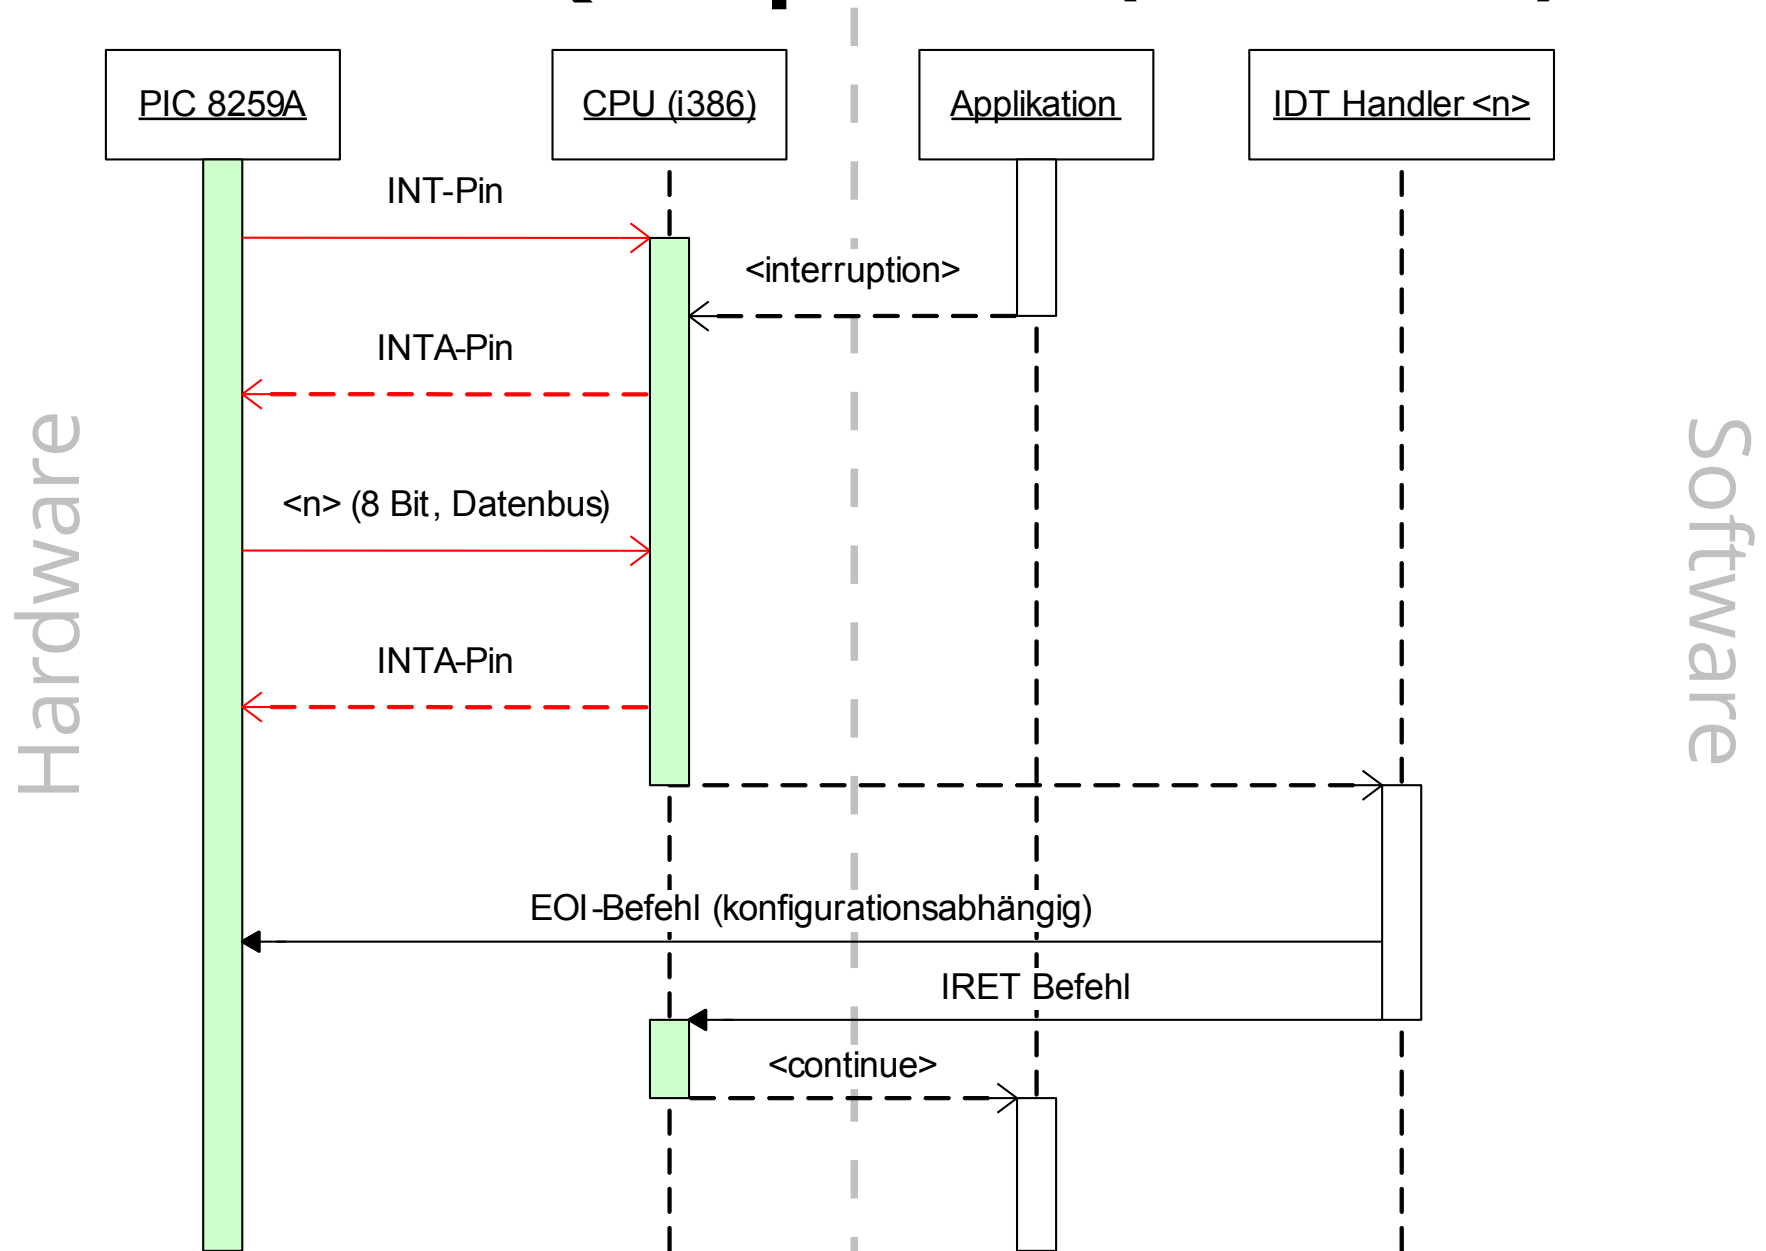 PIC 8259A
CPU (i386)
Applikation
IDT Handler <n>
INT-Pin
<interruption>
INTA-Pin
<n> (8 Bit, Datenbus)
INTA-Pin
EOI-Befehl (konfigurationsabhängig)
IRET Befehl
<continue>
Hardware
Software